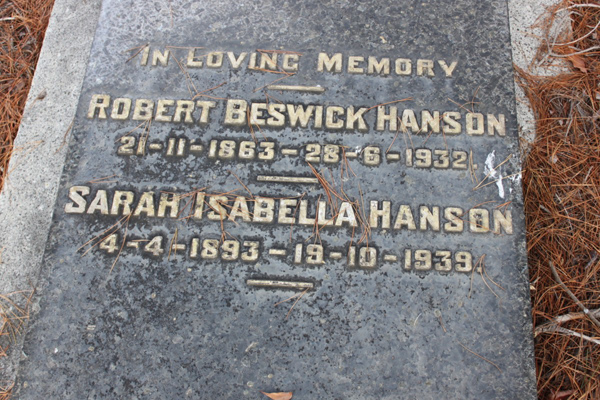 IN LOVING MEMORY
ROBERT BESWICK HANSON
21-11-1863 - 28-6-1932
SARAH ISABELLA HANSON
4-4-1893 - 19-10-1939